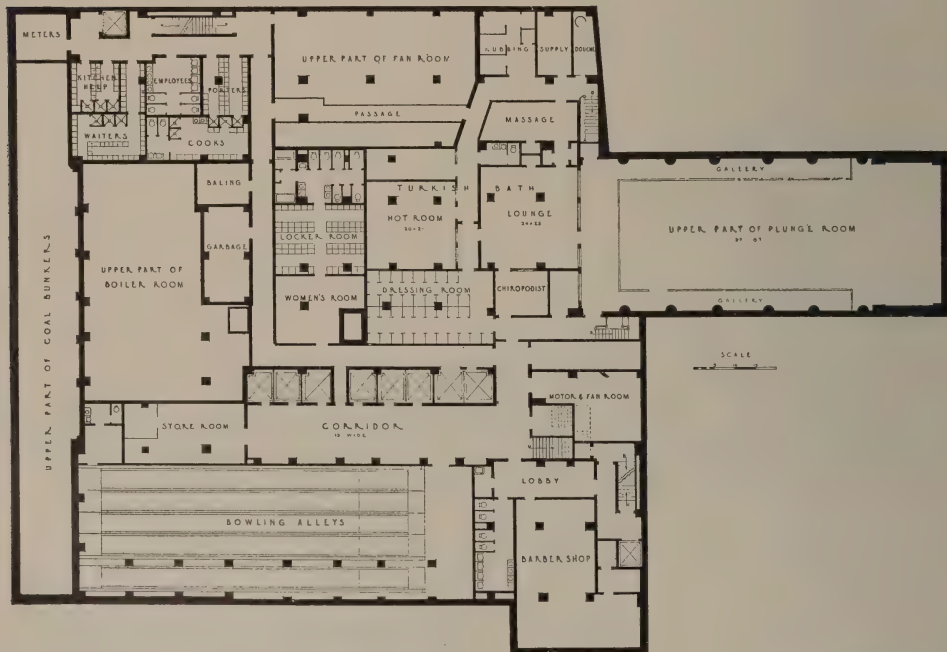 METERS
UPPER PART OF FAN ROOM
RUBBING
SUPPLY
DOUCHE
KITCHEN
HELP
EMPLOYEES
PORTERS
PASSAGE
MASSAGE
WAITERS
COOKS
GALLERY
BALING
TURKISH BATH
HOT ROOM
LOUNGE
LOCKER ROOM
GARBAGE
UPPER PART OF PLUNGE ROOM
UPPER PART OF COAL BUNKERS
UPPER PART OF
BOILER ROOM
WOMEN'S ROOM
DRESSING ROOM
CHIROPODIST
GALLERY
SCALE
MOTOR & FAN ROOM
STORE ROOM
CORRIDOR
LOBBY
BOWLING ALLEYS
BARBER SHOP